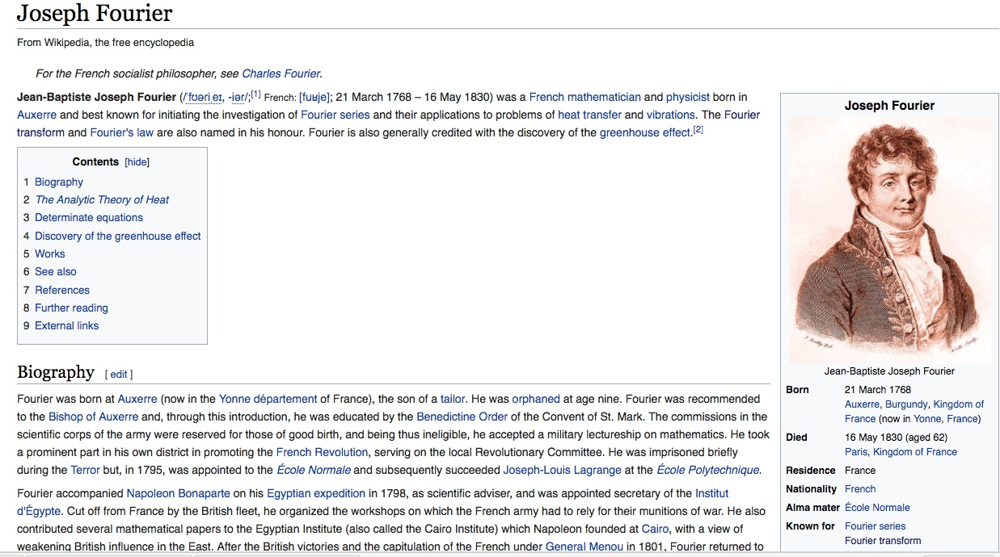 Joseph Fourier
From Wikipedia, the free encyclopedia
For the French socialist philosopher, see Charles Fourier.
Jean-Baptiste Joseph Fourier (/ˈfʊəriˌeɪ, -iər/;[1] French: [fuʁje]; 21 March 1768 – 16 May 1830) was a French mathematician and physicist born in
Auxerre and best known for initiating the investigation of Fourier series and their applications to problems of heat transfer and vibrations. The Fourier
transform and Fourier's law are also named in his honour. Fourier is also generally credited with the discovery of the greenhouse effect.[2]
Contents [hide]
1 Biography
2 The Analytic Theory of Heat
3 Determinate equations
4 Discovery of the greenhouse effect
5 Works
6 See also
7 References
8 Further reading
9 External links
Biography [ edit ]
Fourier was born at Auxerre (now in the Yonne département of France), the son of a tailor. He was orphaned at age nine. Fourier was recommended
to the Bishop of Auxerre and, through this introduction, he was educated by the Benedictine Order of the Convent of St. Mark. The commissions in the
scientific corps of the army were reserved for those of good birth, and being thus ineligible, he accepted a military lectureship on mathematics. He took
a prominent part in his own district in promoting the French Revolution, serving on the local Revolutionary Committee. He was imprisoned briefly
during the Terror but, in 1795, was appointed to the École Normale and subsequently succeeded Joseph-Louis Lagrange at the École Polytechnique.
Fourier accompanied Napoleon Bonaparte on his Egyptian expedition in 1798, as scientific adviser, and was appointed secretary of the Institut
d'Égypte. Cut off from France by the British fleet, he organized the workshops on which the French army had to rely for their munitions of war. He also
contributed several mathematical papers to the Egyptian Institute (also called the Cairo Institute) which Napoleon founded at Cairo, with a view of
weakening British influence in the East. After the British victories and the capitulation of the French under General Menou in 1801, Fourier returned to
Joseph Fourier
Jean-Baptiste Joseph Fourier
Born 21 March 1768
Auxerre, Burgundy, Kingdom of
France (now in Yonne, France)
Died 16 May 1830 (aged 62)
Paris, Kingdom of France
Residence France
Nationality French
Alma mater École Normale
Known for Fourier series
Fourier transform